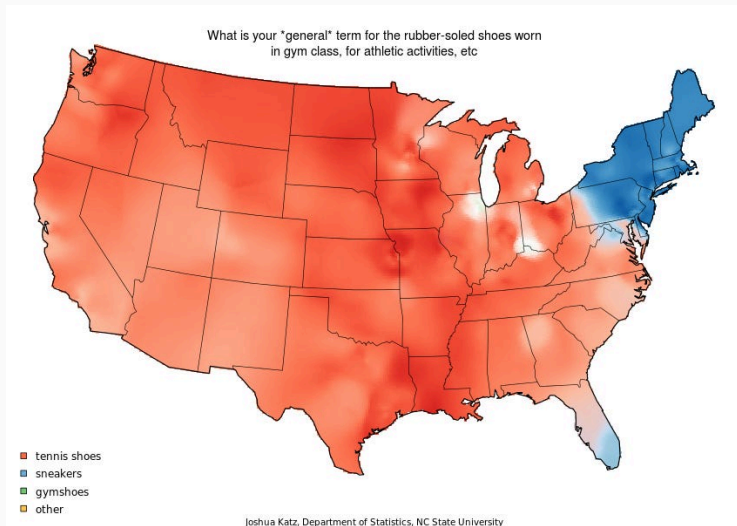 What is your *general* term for the rubber-soled shoes worn
in gym class, for athletic activities, etc
tennis shoes
sneakers
gymshoes
other
Joshua Katz, Department of Statistics, NC State University